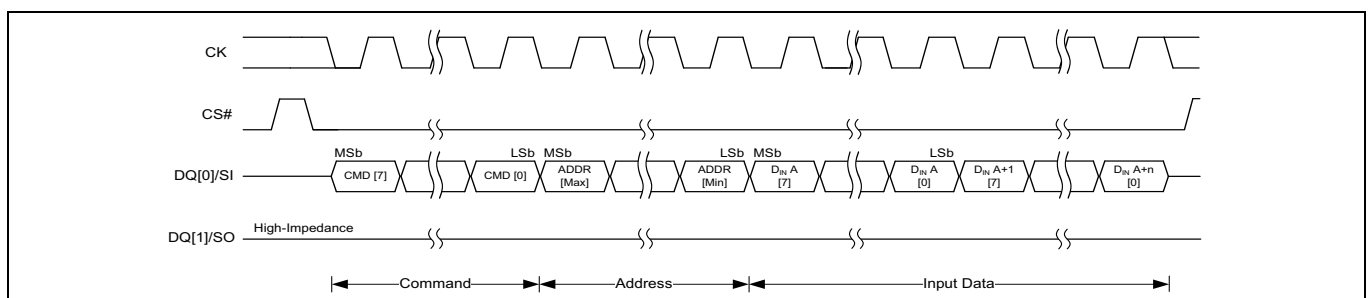 CK
CS#
MSb LSb MSb LSb MSb LSb
DQ[0]/SI CMD [7] CMD [0] ADDR [Max] ADDR [Min] DIN A [7] DIN A [0] DIN A+1 [7] DIN A+n [0]
DQ[1]/SO High-Impedance
Command Address Input Data